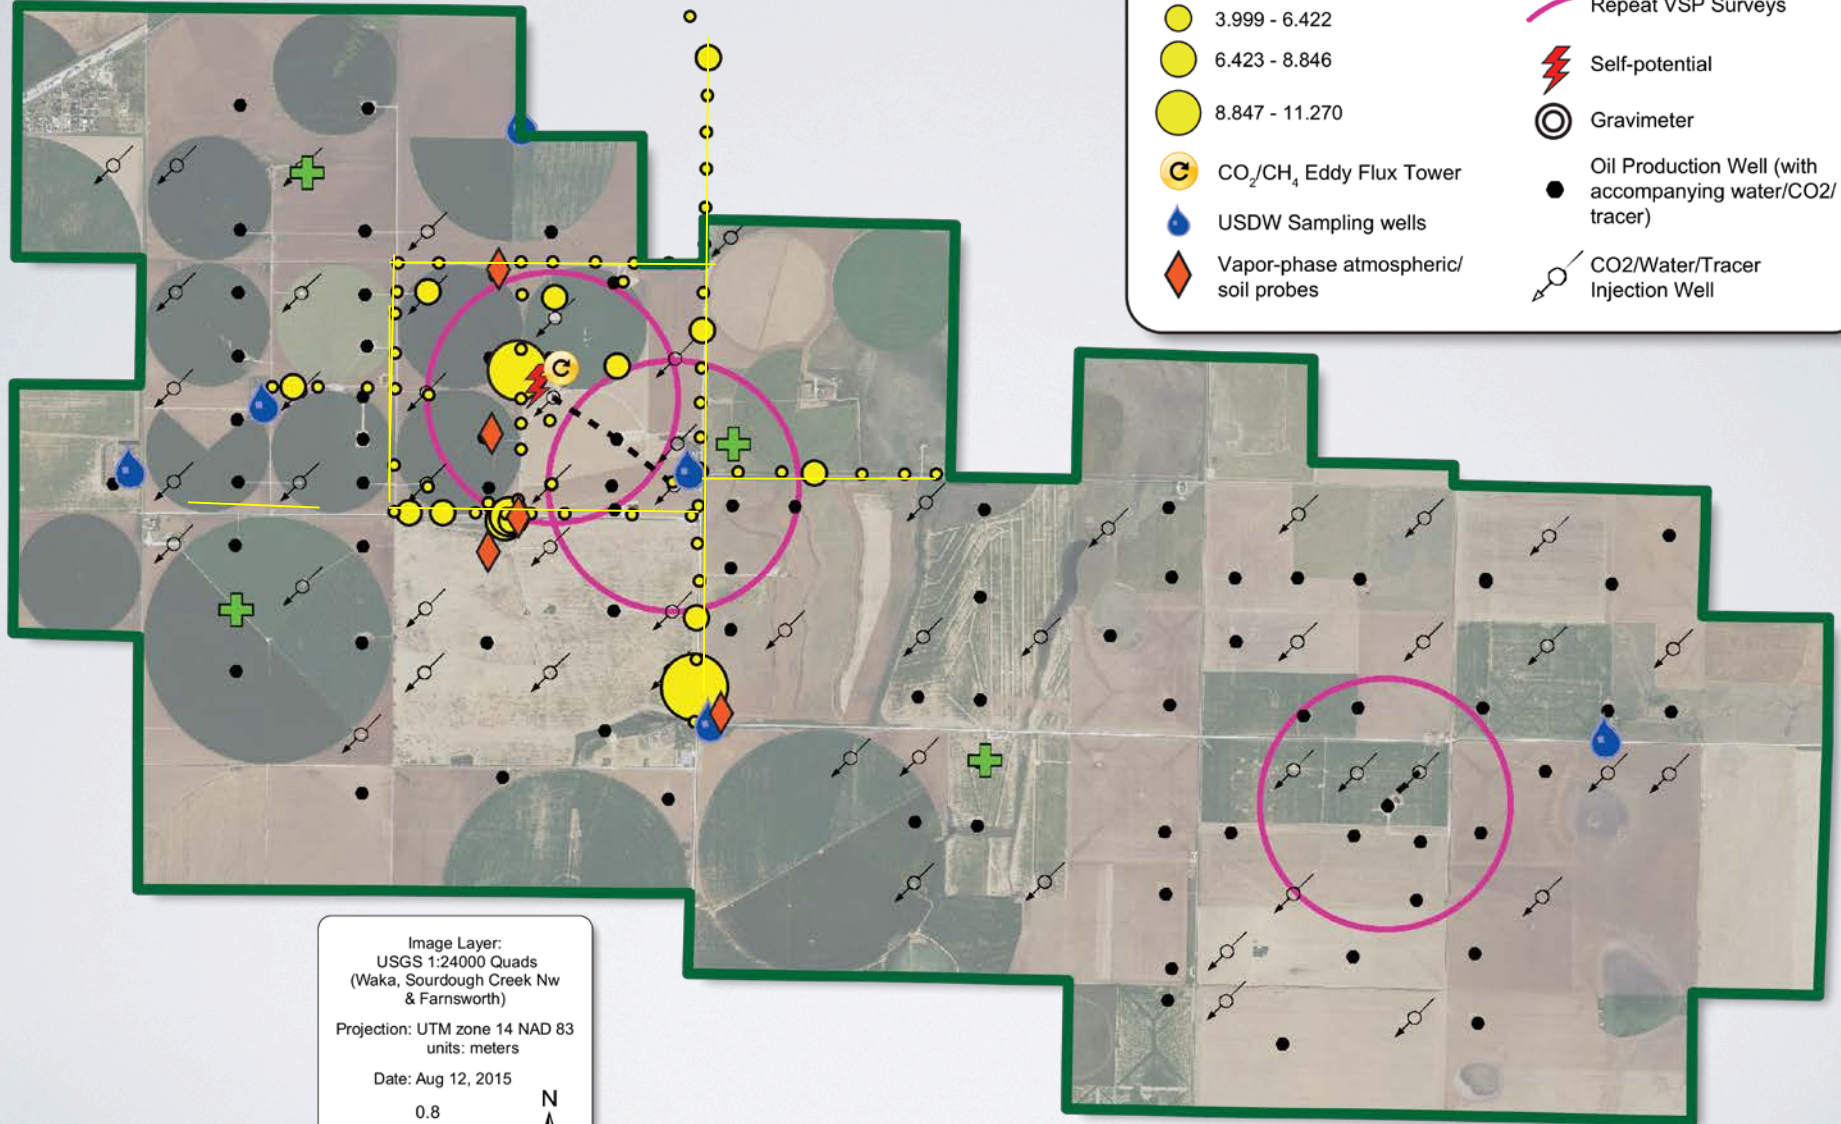 3.999 - 6.422
6.423 - 8.846
8.847 - 11.270
CO2/CH4 Eddy Flux Tower
USDW Sampling wells
Vapor-phase atmospheric/
soil probes
Repeat VSP Surveys
Self-potential
Gravimeter
Oil Production Well (with
accompanying water/CO2/
tracer)
CO2/Water/Tracer
Injection Well
Image Layer:
USGS 1:24000 Quads
(Waka, Sourdough Creek Nw
& Farnsworth)
Projection: UTM zone 14 NAD 83
units: meters
Date: Aug 12, 2015
0.8
N